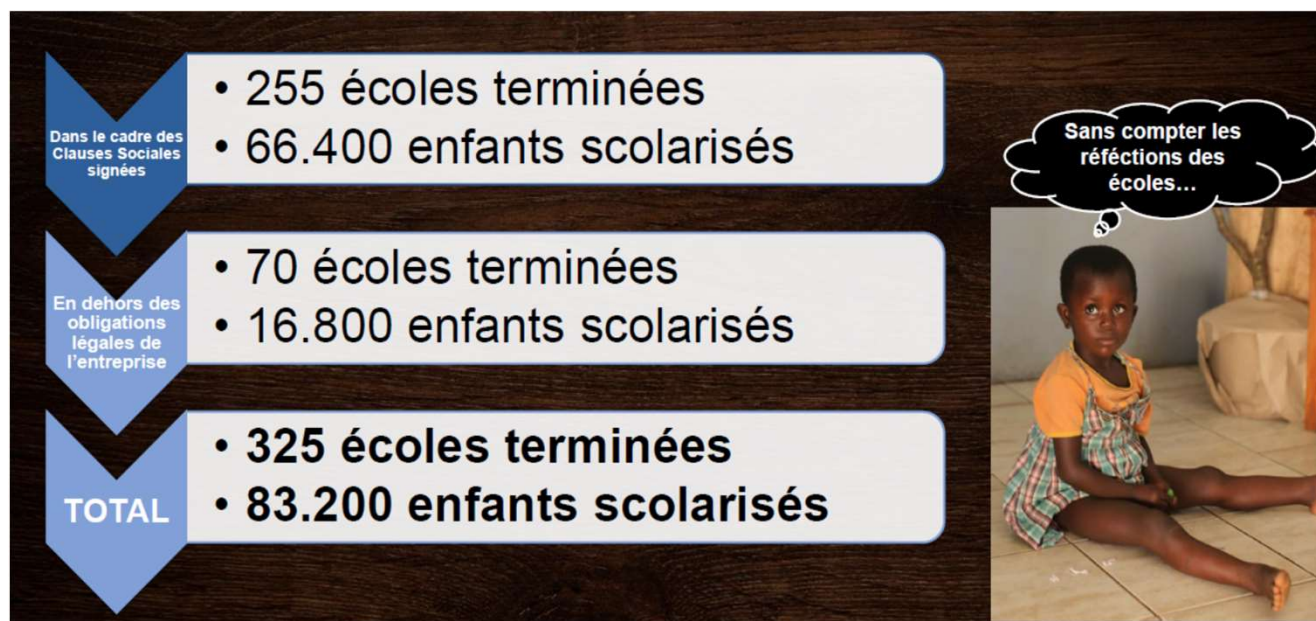 Dans le cadre des
Clauses Sociales
signées
• 255 écoles terminées
• 66.400 enfants scolarisés
En dehors des
obligations
légales de
l'entreprise
• 70 écoles terminées
• 16.800 enfants scolarisés
TOTAL
• 325 écoles terminées
• 83.200 enfants scolarisés
Sans compter les
réféctions des
écoles…